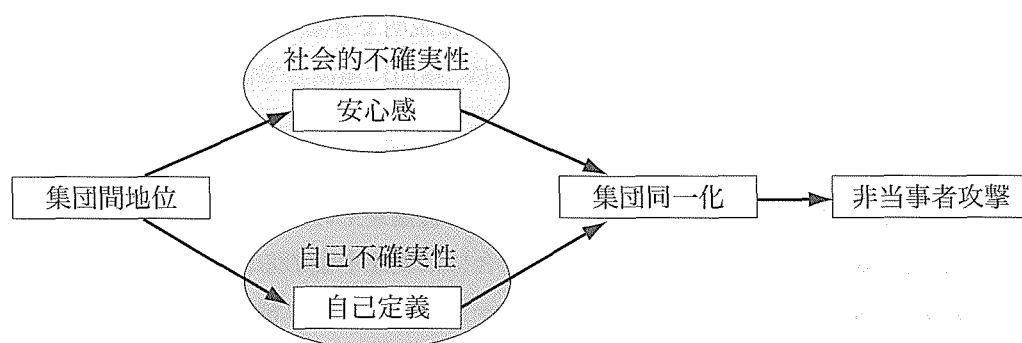 社会的不確実性
安心感
集団間地位
集団同一化
非当事者攻撃
自己不確実性
自己定義